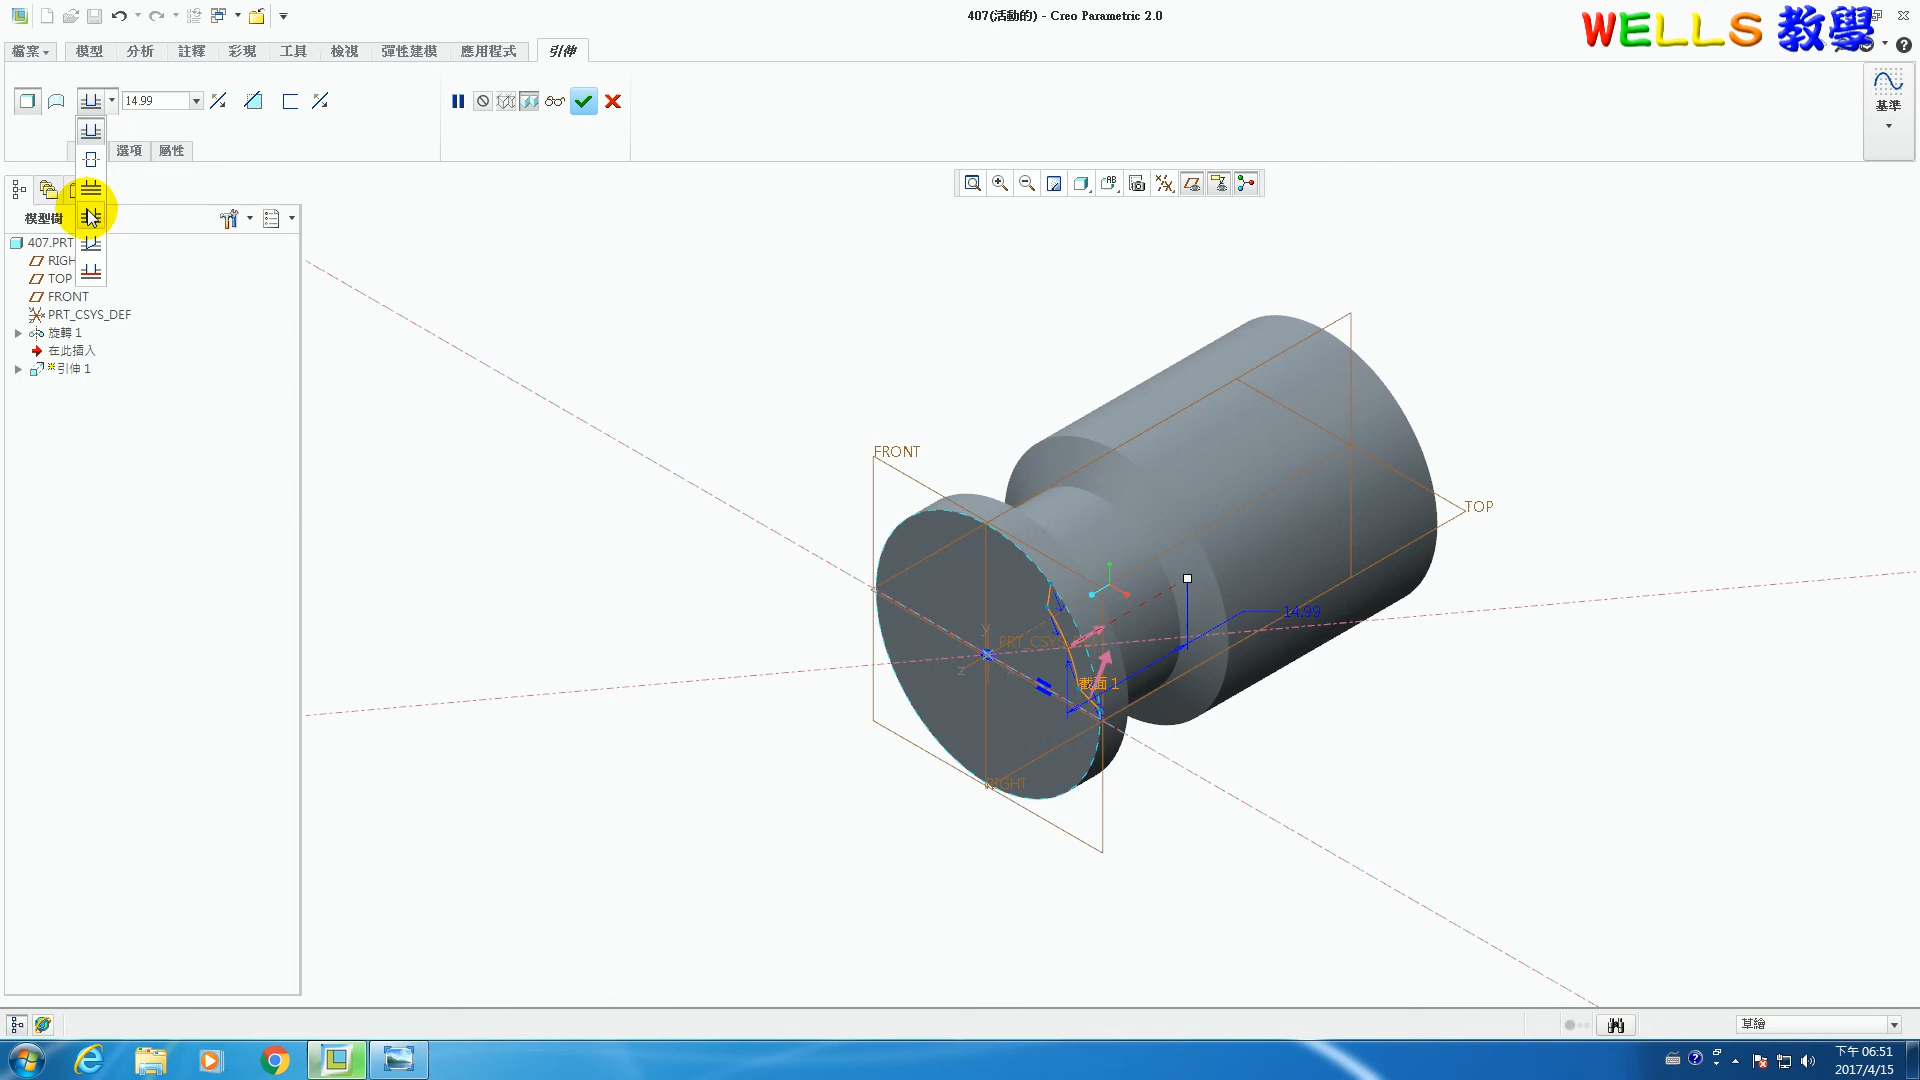 407(活動的) - Creo Parametric 2.0
WELLS 教學
檔案
模型
分析
註釋
彩現
工具
檢視
彈性建模
應用程式
引伸
14.99
基準
選項
屬性
模型樹
407.PRT
RIGH
TOP
FRONT
PRT_CSYS_DEF
旋轉 1
在此插入
引伸 1
FRONT
TOP
14.99
Y
Z
截面 1
RIGHT
草繪
下午 06:51
2017/4/15